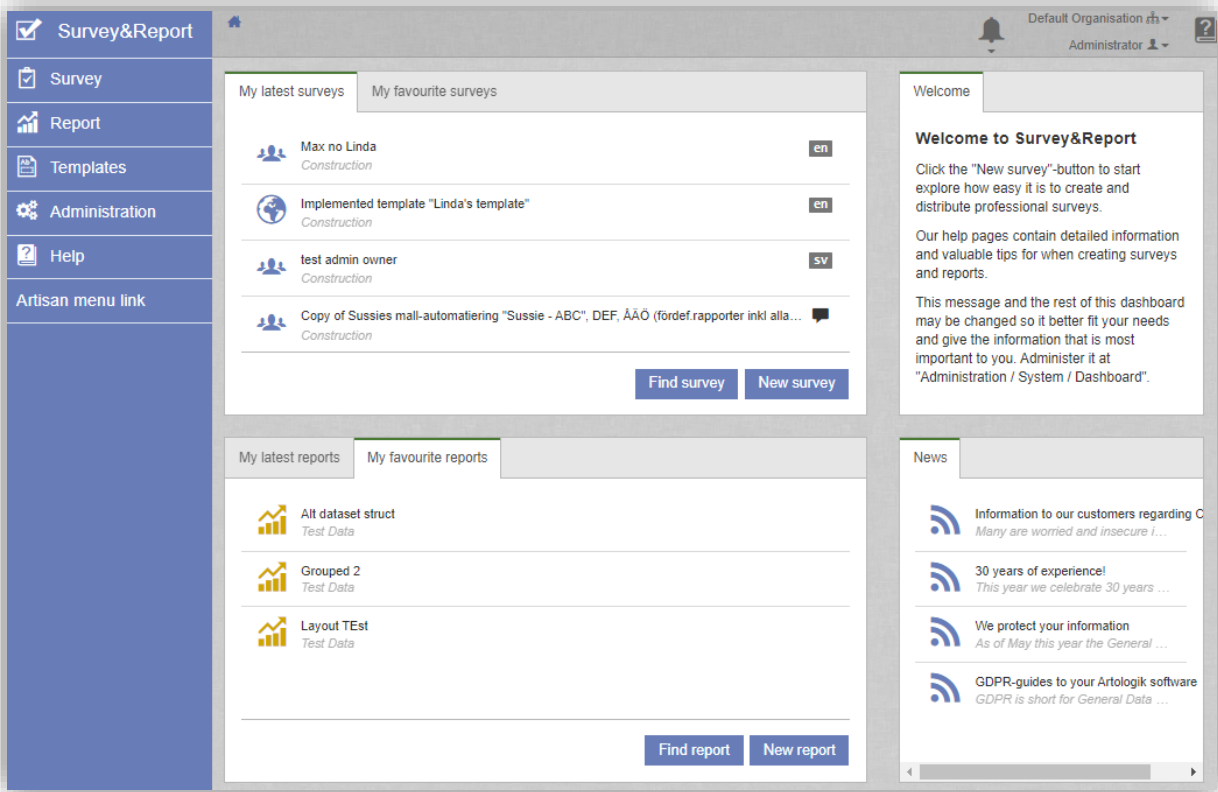 Survey&Report
Survey
Report
Templates
Administration
Help
Artisan menu link
Default Organisation
Administrator
My latest surveys
My favourite surveys
Max no Linda
Construction
en
Implemented template "Linda's template"
Construction
en
test admin owner
Construction
sv
Copy of Sussies mall-automatiering "Sussie - ABC", DEF, ÅÄÖ (fördef.rapporter inkl alla…
Construction
Find survey
New survey
Welcome
Welcome to Survey&Report
Click the "New survey"-button to start
explore how easy it is to create and
distribute professional surveys.
Our help pages contain detailed information
and valuable tips for when creating surveys
and reports.
This message and the rest of this dashboard
may be changed so it better fit your needs
and give the information that is most
important to you. Administer it at
"Administration / System / Dashboard".
My latest reports
My favourite reports
Alt dataset struct
Test Data
Grouped 2
Test Data
Layout TEst
Test Data
Find report
New report
News
Information to our customers regarding C
Many are worried and insecure i…
30 years of experience!
This year we celebrate 30 years …
We protect your information
As of May this year the General …
GDPR-guides to your Artologik software
GDPR is short for General Data …